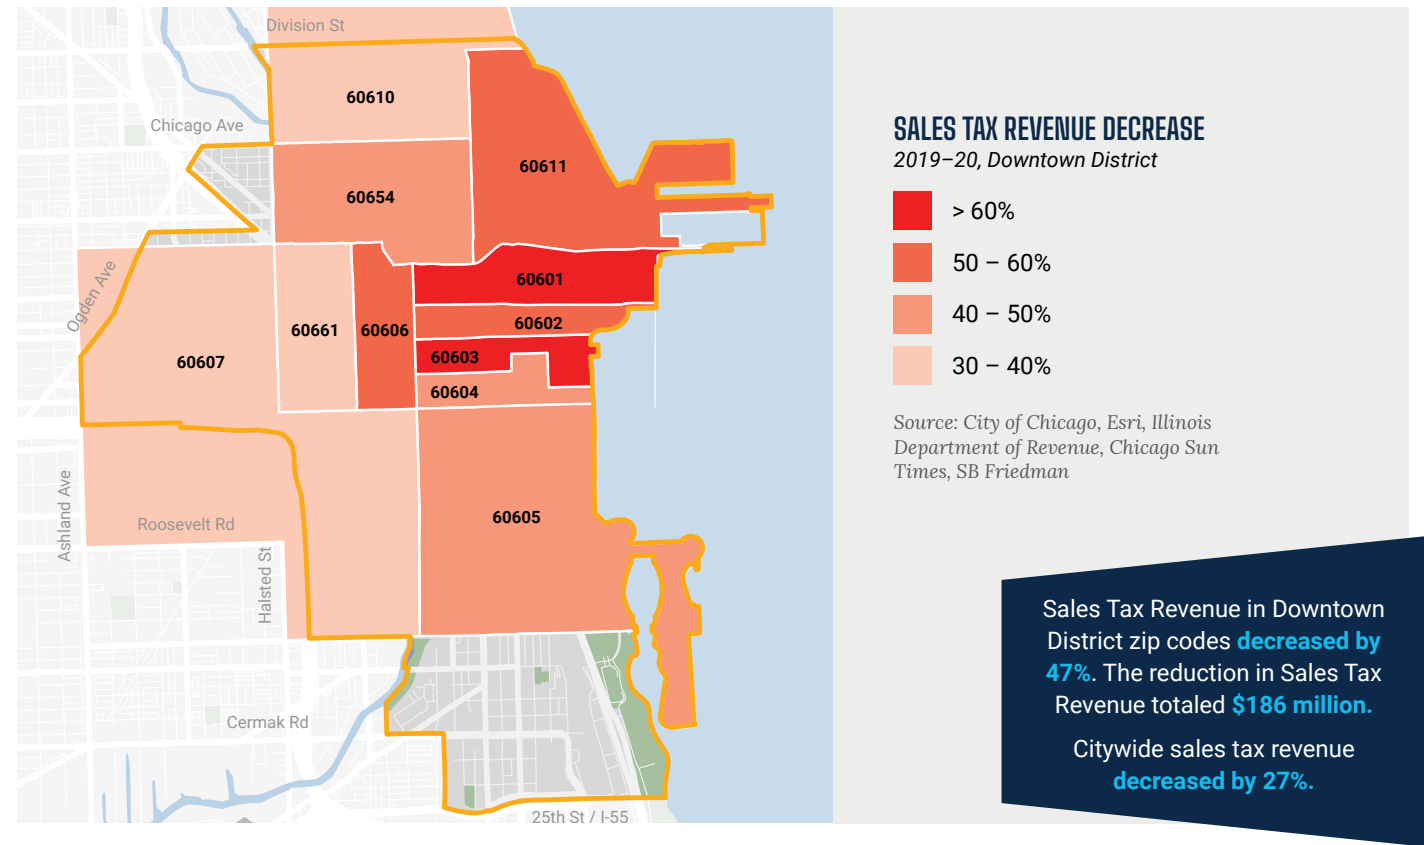 Division St
60610
Chicago Ave
60611
60654
Ogden Ave
60601
60661
60606
60602
60607
60603
60604
Ashland Ave
60605
Roosevelt Rd
Halsted St
Cermak Rd
25th St / I-55
SALES TAX REVENUE DECREASE
2019–20, Downtown District
> 60%
50 – 60%
40 – 50%
30 – 40%
Source: City of Chicago, Esri, Illinois
Department of Revenue, Chicago Sun
Times, SB Friedman
Sales Tax Revenue in Downtown
District zip codes decreased by
47%. The reduction in Sales Tax
Revenue totaled $186 million.
Citywide sales tax revenue
decreased by 27%.